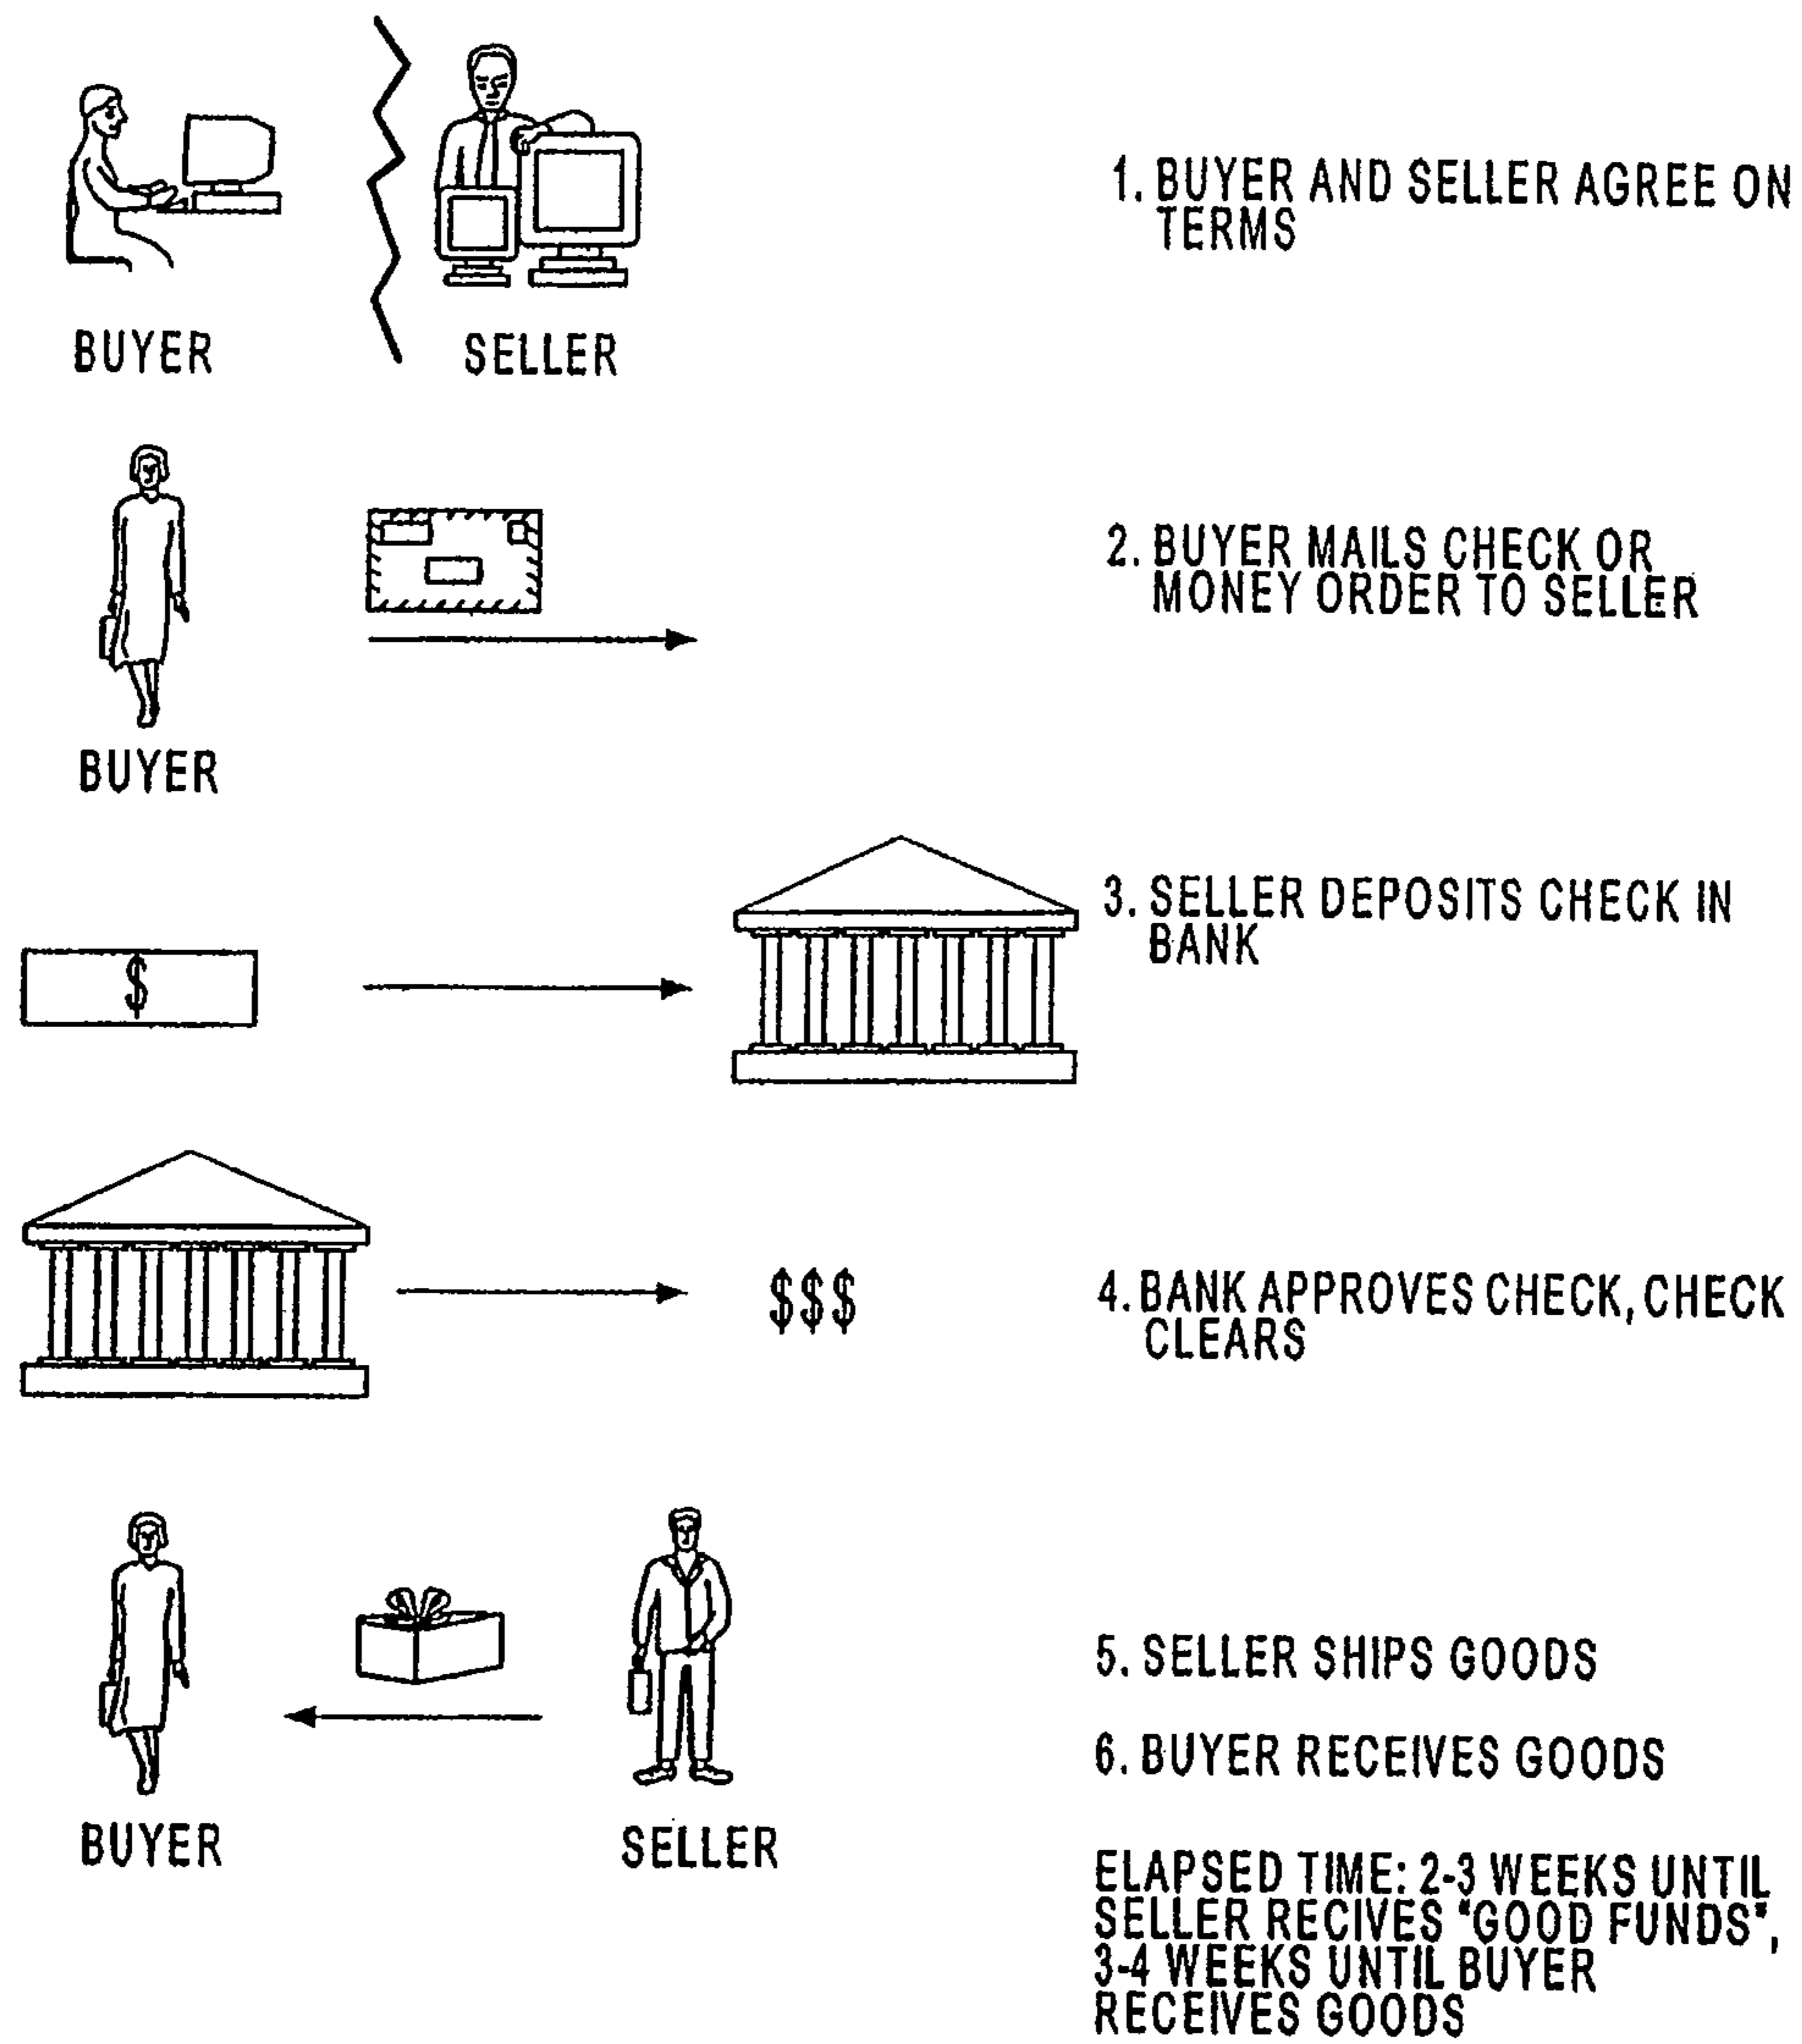 1. BUYER AND SELLER AGREE ON
TERMS
BUYER
SELLER
2. BUYER MAILS CHECK OR
MONEY ORDER TO SELLER
BUYER
3. SELLER DEPOSITS CHECK IN
BANK
$
4. BANK APPROVES CHECK, CHECK
CLEARS
$$$
5. SELLER SHIPS GOODS
6. BUYER RECEIVES GOODS
BUYER
SELLER
ELAPSED TIME: 2-3 WEEKS UNTIL
SELLER RECIVES "GOOD FUNDS",
3-4 WEEKS UNTIL BUYER
RECEIVES GOODS